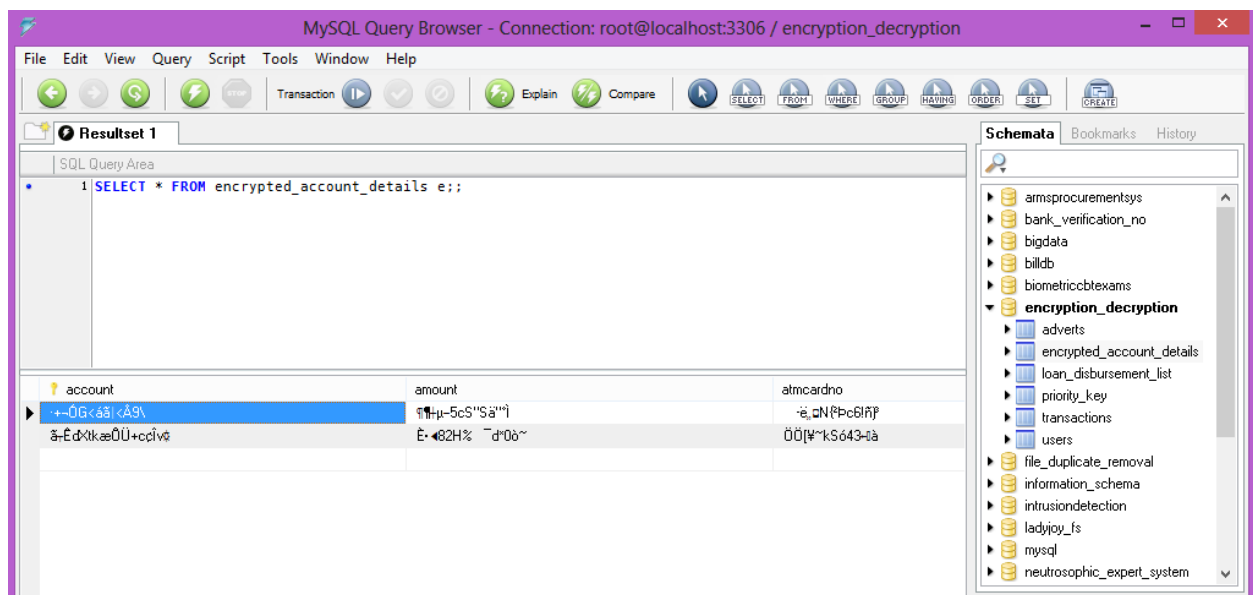 MySQL Query Browser - Connection: root@localhost:3306 / encryption_decryption
File Edit View Query Script Tools Window Help
STOP Transaction Explain Compare SELECT FROM WHERE GROUP HAVING ORDER SET CREATE
Resultset 1
SQL Query Area
1 SELECT * FROM encrypted_account_details e;;
account amount atmcardno
Schemata Bookmarks History
armsprocurementsys
bank_verification_no
bigdata
billdb
biometriccbtexams
encryption_decryption
adverts
encrypted_account_details
loan_disbursement_list
priority_key
transactions
users
file_duplicate_removal
information_schema
intrusiondetection
ladyjoy_fs
mysql
neutrosophic_expert_system